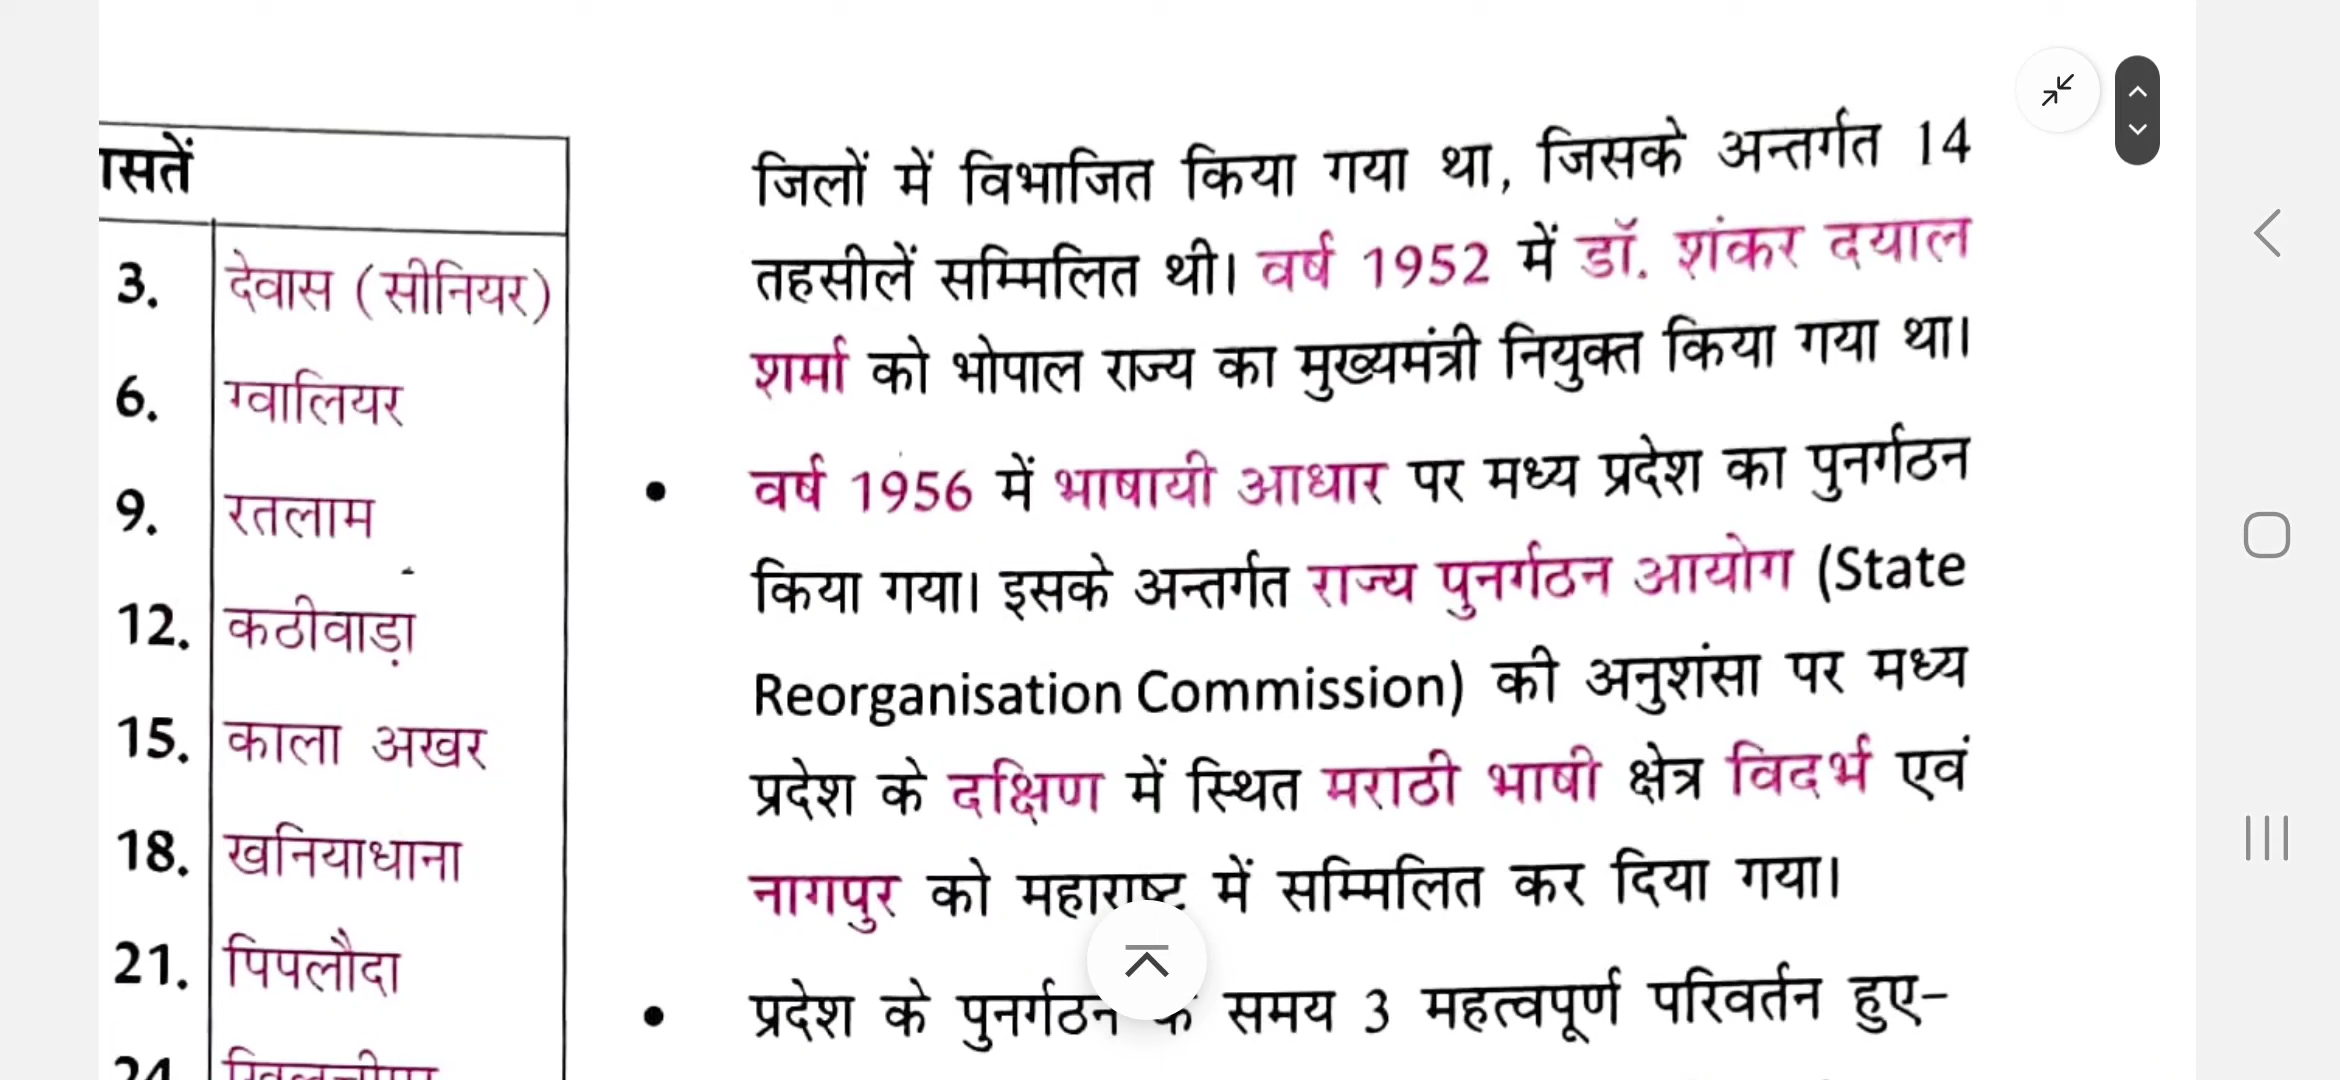 ासतें
3. देवास (सीनियर)
6. ग्वालियर
9. रतलाम
12. कठीवाड़ा
15. काला अखर
18. खनियाधाना
21. पिपलौदा
24.
जिलों में विभाजित किया गया था, जिसके अन्तर्गत 14
तहसीलें सम्मिलित थी। वर्ष 1952 में डॉ. शंकर दयाल
शर्मा को भोपाल राज्य का मुख्यमंत्री नियुक्त किया गया था।
• वर्ष 1956 में भाषायी आधार पर मध्य प्रदेश का पुनर्गठन
किया गया। इसके अन्तर्गत राज्य पुनर्गठन आयोग (State
Reorganisation Commission) की अनुशंसा पर मध्य
प्रदेश के दक्षिण में स्थित मराठी भाषी क्षेत्र विदर्भ एवं
नागपुर को महाराष्ट्र में सम्मिलित कर दिया गया।
• प्रदेश के पुनर्गठन के समय 3 महत्वपूर्ण परिवर्तन हुए–